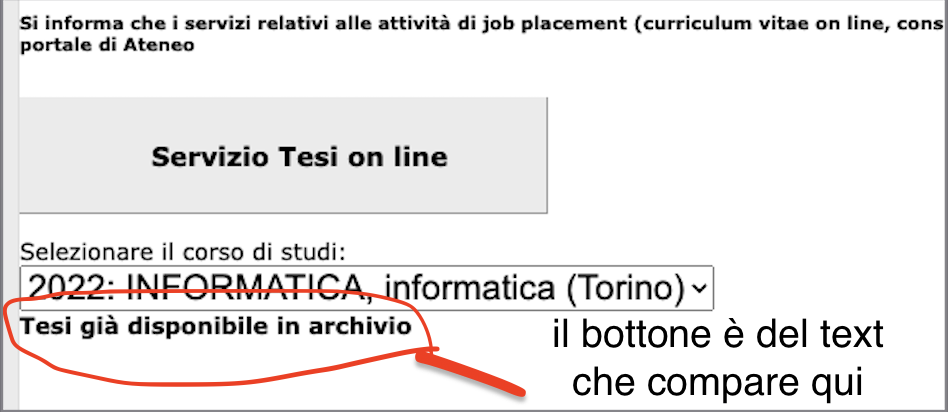 Si informa che i servizi relativi alle attività di job placement (curriculum vitae on line, cons
portale di Ateneo
Servizio Tesi on line
Selezionare il corso di studi:
2022: INFORMATICA, informatica (Torino)
Tesi già disponibile in archivio
il bottone è del text
che compare qui